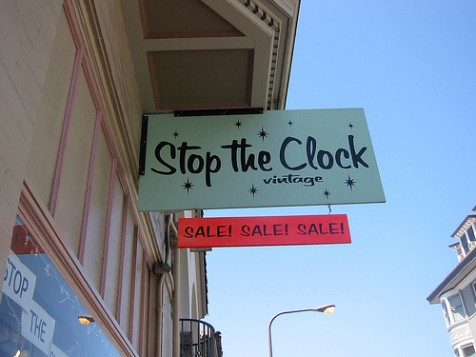 Stop the Clock
vintage
SALE! SALE! SALE!
STOP
THE